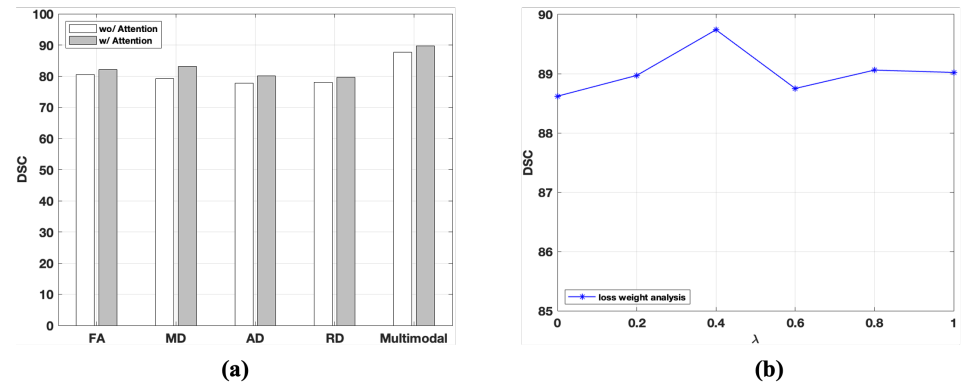 100
90
80
70
60
50
40
30
20
10
0
DSC
wo/ Attention
w/ Attention
FA MD AD RD Multimodal
(a)
90
89
88
87
86
85
DSC
loss weight analysis
0 0.2 0.4 0.6 0.8 1
λ
(b)